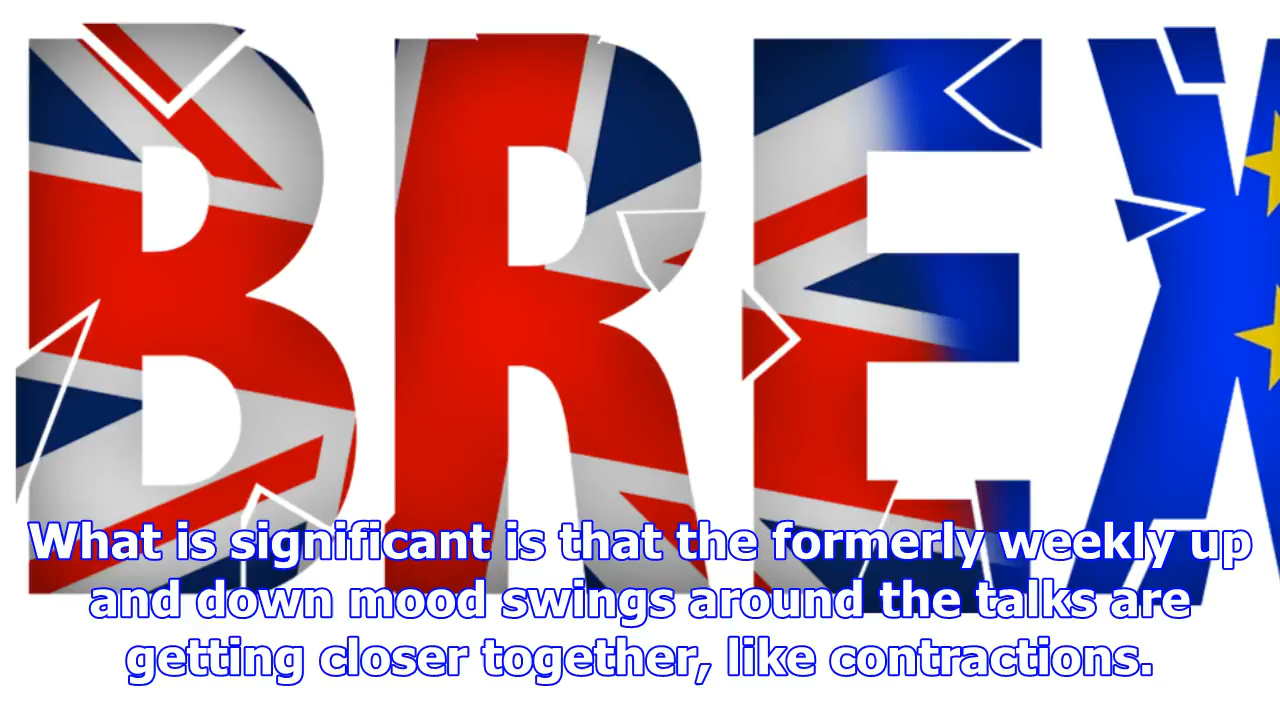 BREX
What is significant is that the formerly weekly up
and down mood swings around the talks are
getting closer together, like contractions.